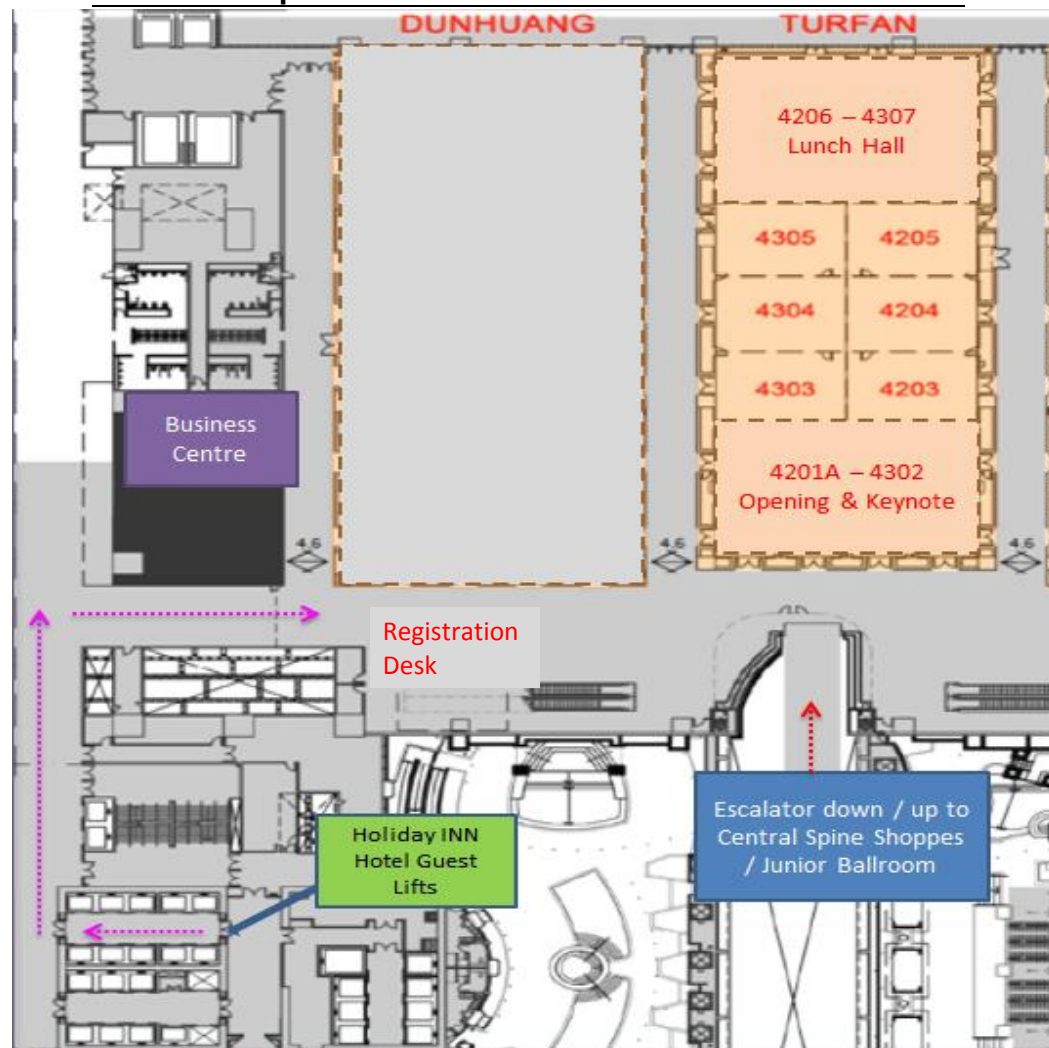 DUNHUANG
TURFAN
4206 – 4307
Lunch Hall
4305
4205
4304
4204
4303
4203
Business
Centre
4201A – 4302
Opening & Keynote
4.6
4.6
4.6
Registration
Desk
Holiday INN
Hotel Guest
Lifts
Escalator down / up to
Central Spine Shoppes
/ Junior Ballroom